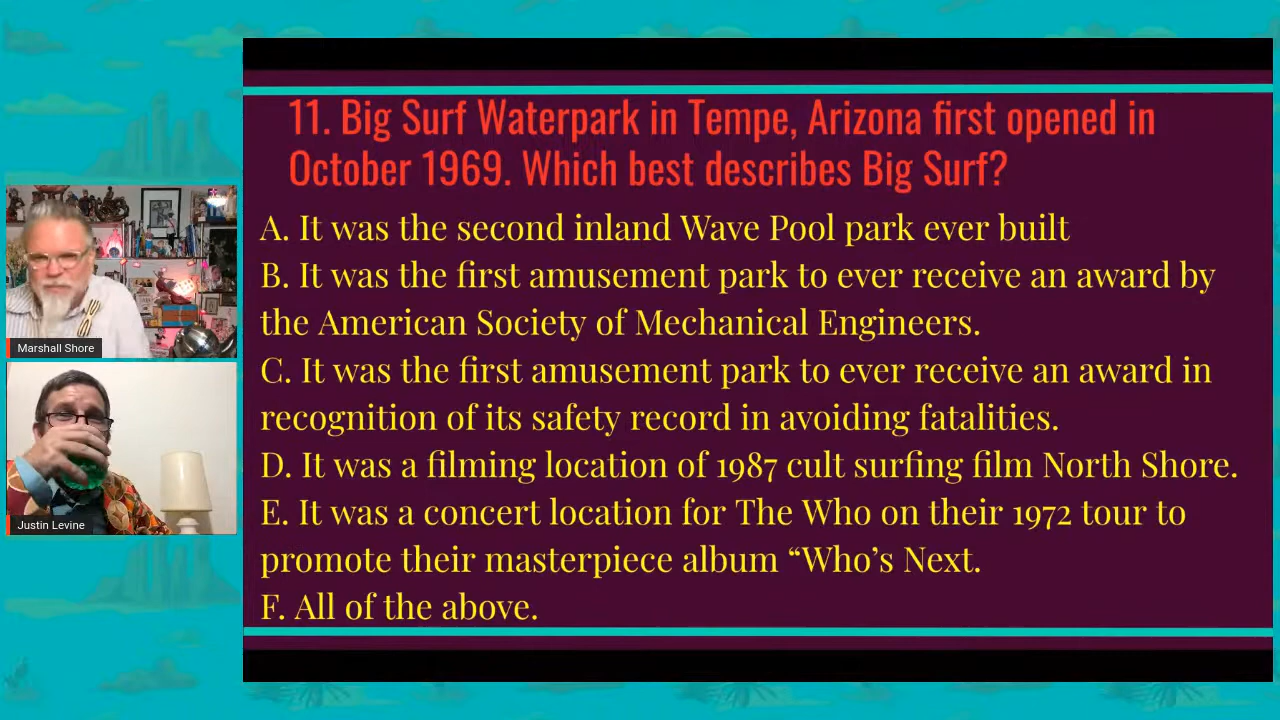 11. Big Surf Waterpark in Tempe, Arizona first opened in
October 1969. Which best describes Big Surf?
A. It was the second inland Wave Pool park ever built
B. It was the first amusement park to ever receive an award by
the American Society of Mechanical Engineers.
C. It was the first amusement park to ever receive an award in
recognition of its safety record in avoiding fatalities.
D. It was a filming location of 1987 cult surfing film North Shore.
E. It was a concert location for The Who on their 1972 tour to
promote their masterpiece album “Who’s Next.
F. All of the above.
Marshall Shore
Justin Levine